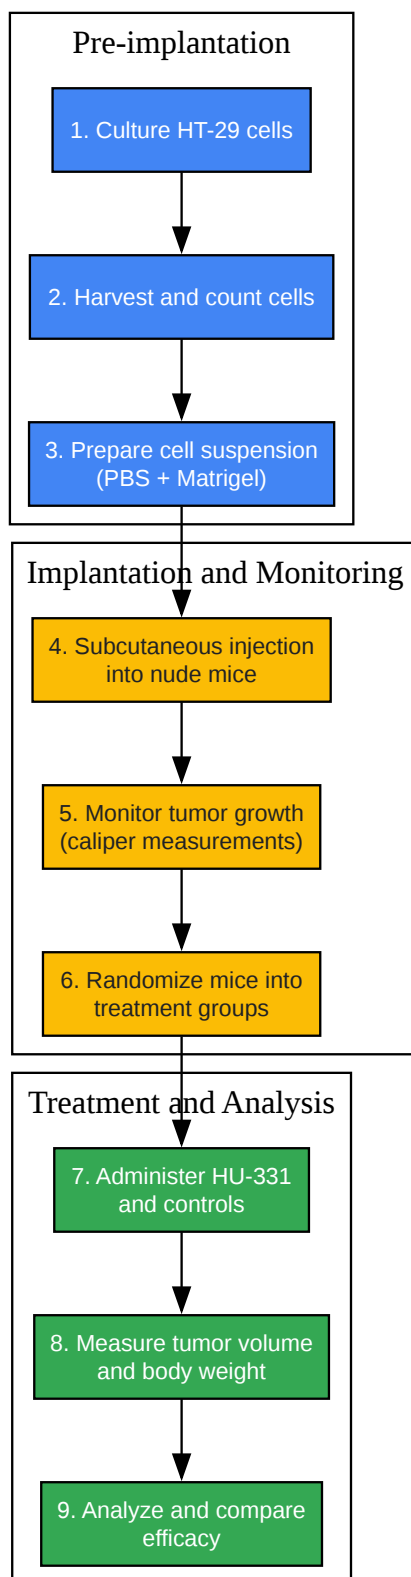 Pre-implantation
1. Culture HT-29 cells
2. Harvest and count cells
3. Prepare cell suspension
(PBS + Matrigel)
Implantation and Monitoring
4. Subcutaneous injection
into nude mice
5. Monitor tumor growth
(caliper measurements)
6. Randomize mice into
treatment groups
Treatment and Analysis
7. Administer HU-331
and controls
8. Measure tumor volume
and body weight
9. Analyze and compare
efficacy